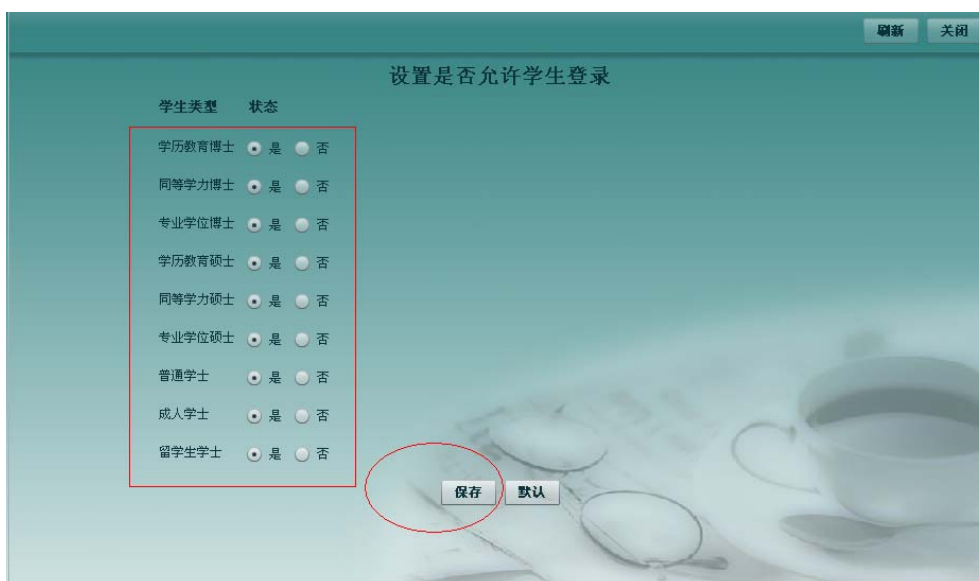 刷新 关闭
设置是否允许学生登录
学生类型 状态
学历教育博士 是 否
同等学力博士 是 否
专业学位博士 是 否
学历教育硕士 是 否
同等学力硕士 是 否
专业学位硕士 是 否
普通学士 是 否
成人学士 是 否
留学生学士 是 否
保存 默认